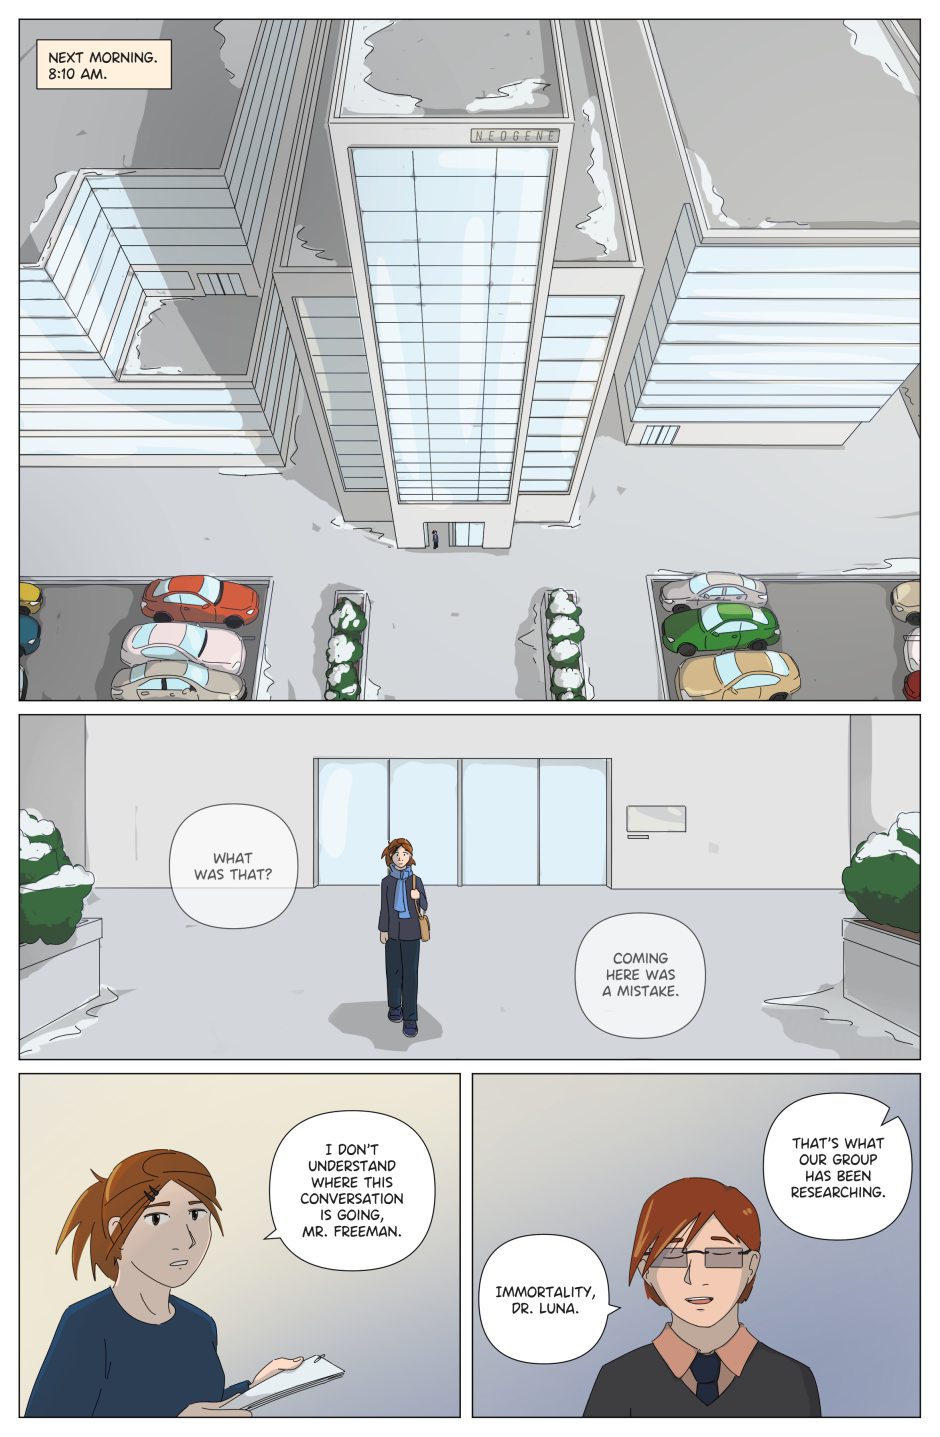 NEXT MORNING.
8:10 AM.
NEOGENE
WHAT
WAS THAT?
COMING
HERE WAS
A MISTAKE.
I DON'T
UNDERSTAND
WHERE THIS
CONVERSATION
IS GOING,
MR. FREEMAN.
THAT'S WHAT
OUR GROUP
HAS BEEN
RESEARCHING.
IMMORTALITY,
DR. LUNA.